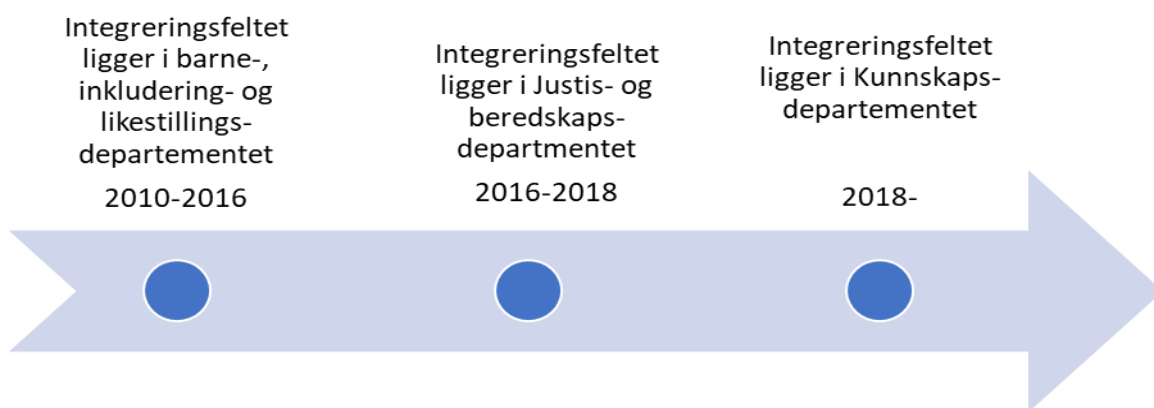 Integreringsfeltet
ligger i barne-,
inkludering- og
likestillings-
departementet
2010-2016
Integreringsfeltet
ligger i Justis- og
beredskaps-
departmentet
2016-2018
Integreringsfeltet
ligger i Kunnskaps-
departementet
2018-